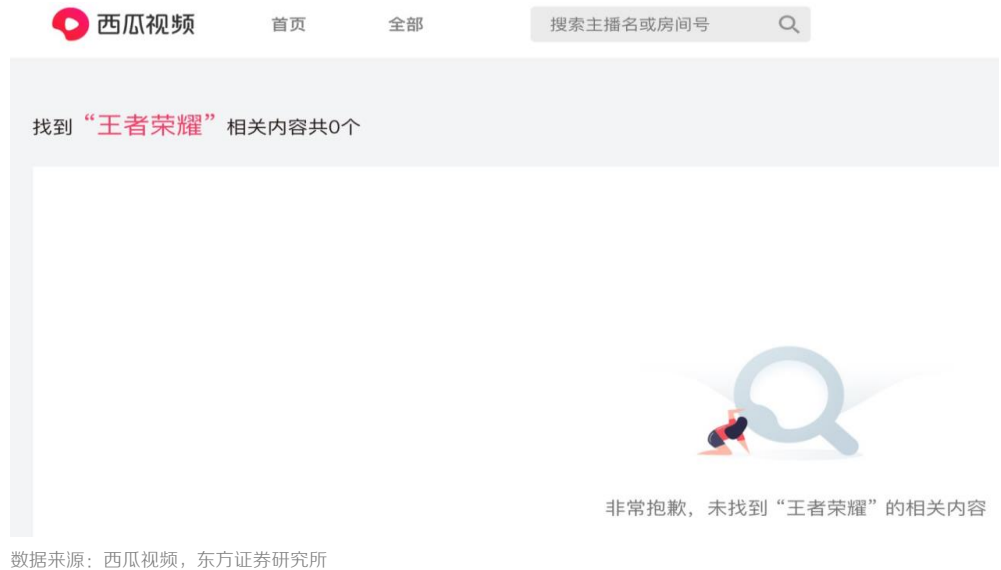 西瓜视频 首页 全部 搜索主播名或房间号
找到“王者荣耀”相关内容共0个
非常抱歉，未找到“王者荣耀”的相关内容
数据来源：西瓜视频，东方证券研究所